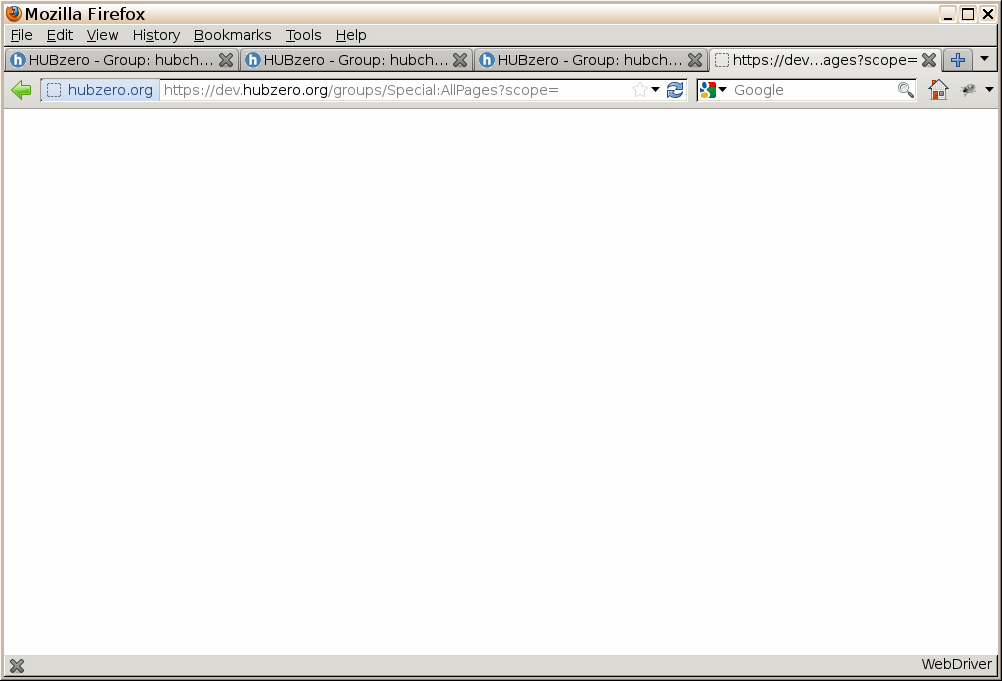 Mozilla Firefox
File Edit View History Bookmarks Tools Help
HUBzero - Group: hubch... HUBzero - Group: hubch... HUBzero - Group: hubch... https://dev...ages?scope=
hubzero.org https://dev.hubzero.org/groups/Special:AllPages?scope= Google
WebDriver